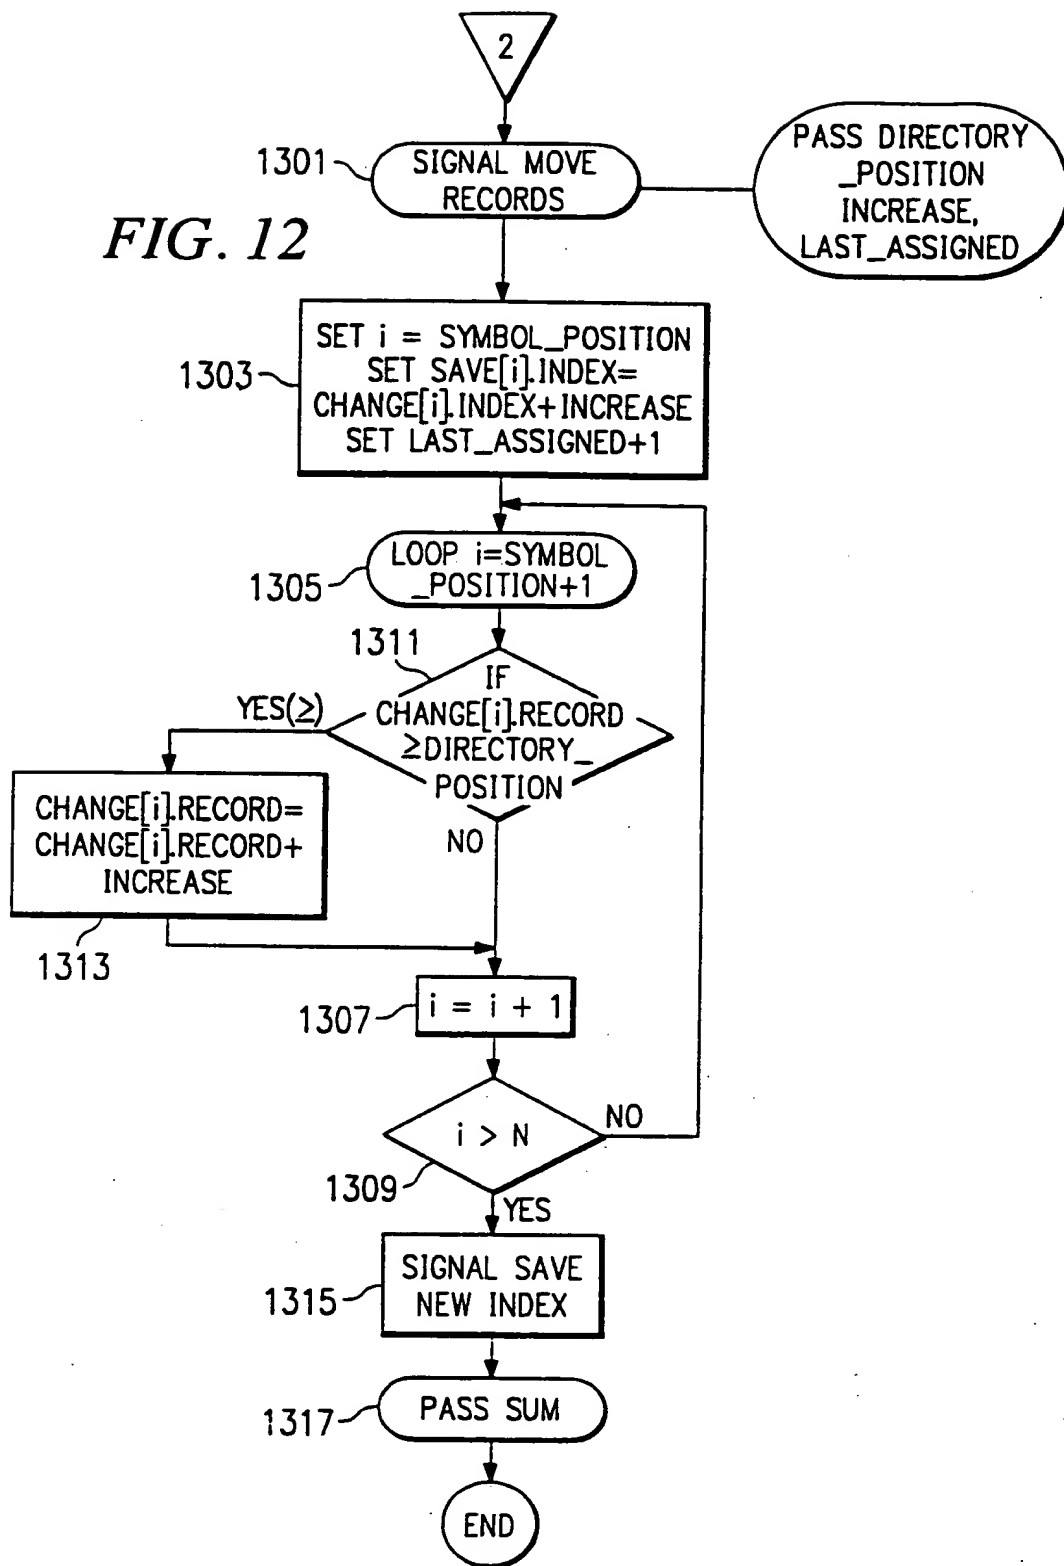 2
1301
SIGNAL MOVE
RECORDS
PASS DIRECTORY
_POSITION
INCREASE,
LAST_ASSIGNED
FIG. 12
1303
SET i = SYMBOL_POSITION
SET SAVE[i].INDEX=
CHANGE[i].INDEX+INCREASE
SET LAST_ASSIGNED+1
1305
LOOP i=SYMBOL
_POSITION+1
1311
IF
CHANGE[i].RECORD
≥DIRECTORY_
POSITION
YES(≥)
NO
CHANGE[i].RECORD=
CHANGE[i].RECORD+
INCREASE
1313
1307
i = i + 1
1309
i > N
NO
YES
1315
SIGNAL SAVE
NEW INDEX
1317
PASS SUM
END